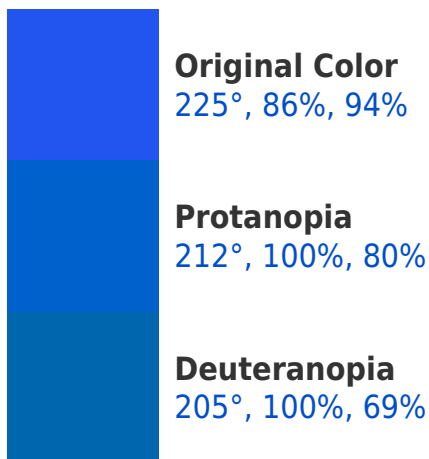 Original Color
225°, 86%, 94%
Protanopia
212°, 100%, 80%
Deuteranopia
205°, 100%, 69%